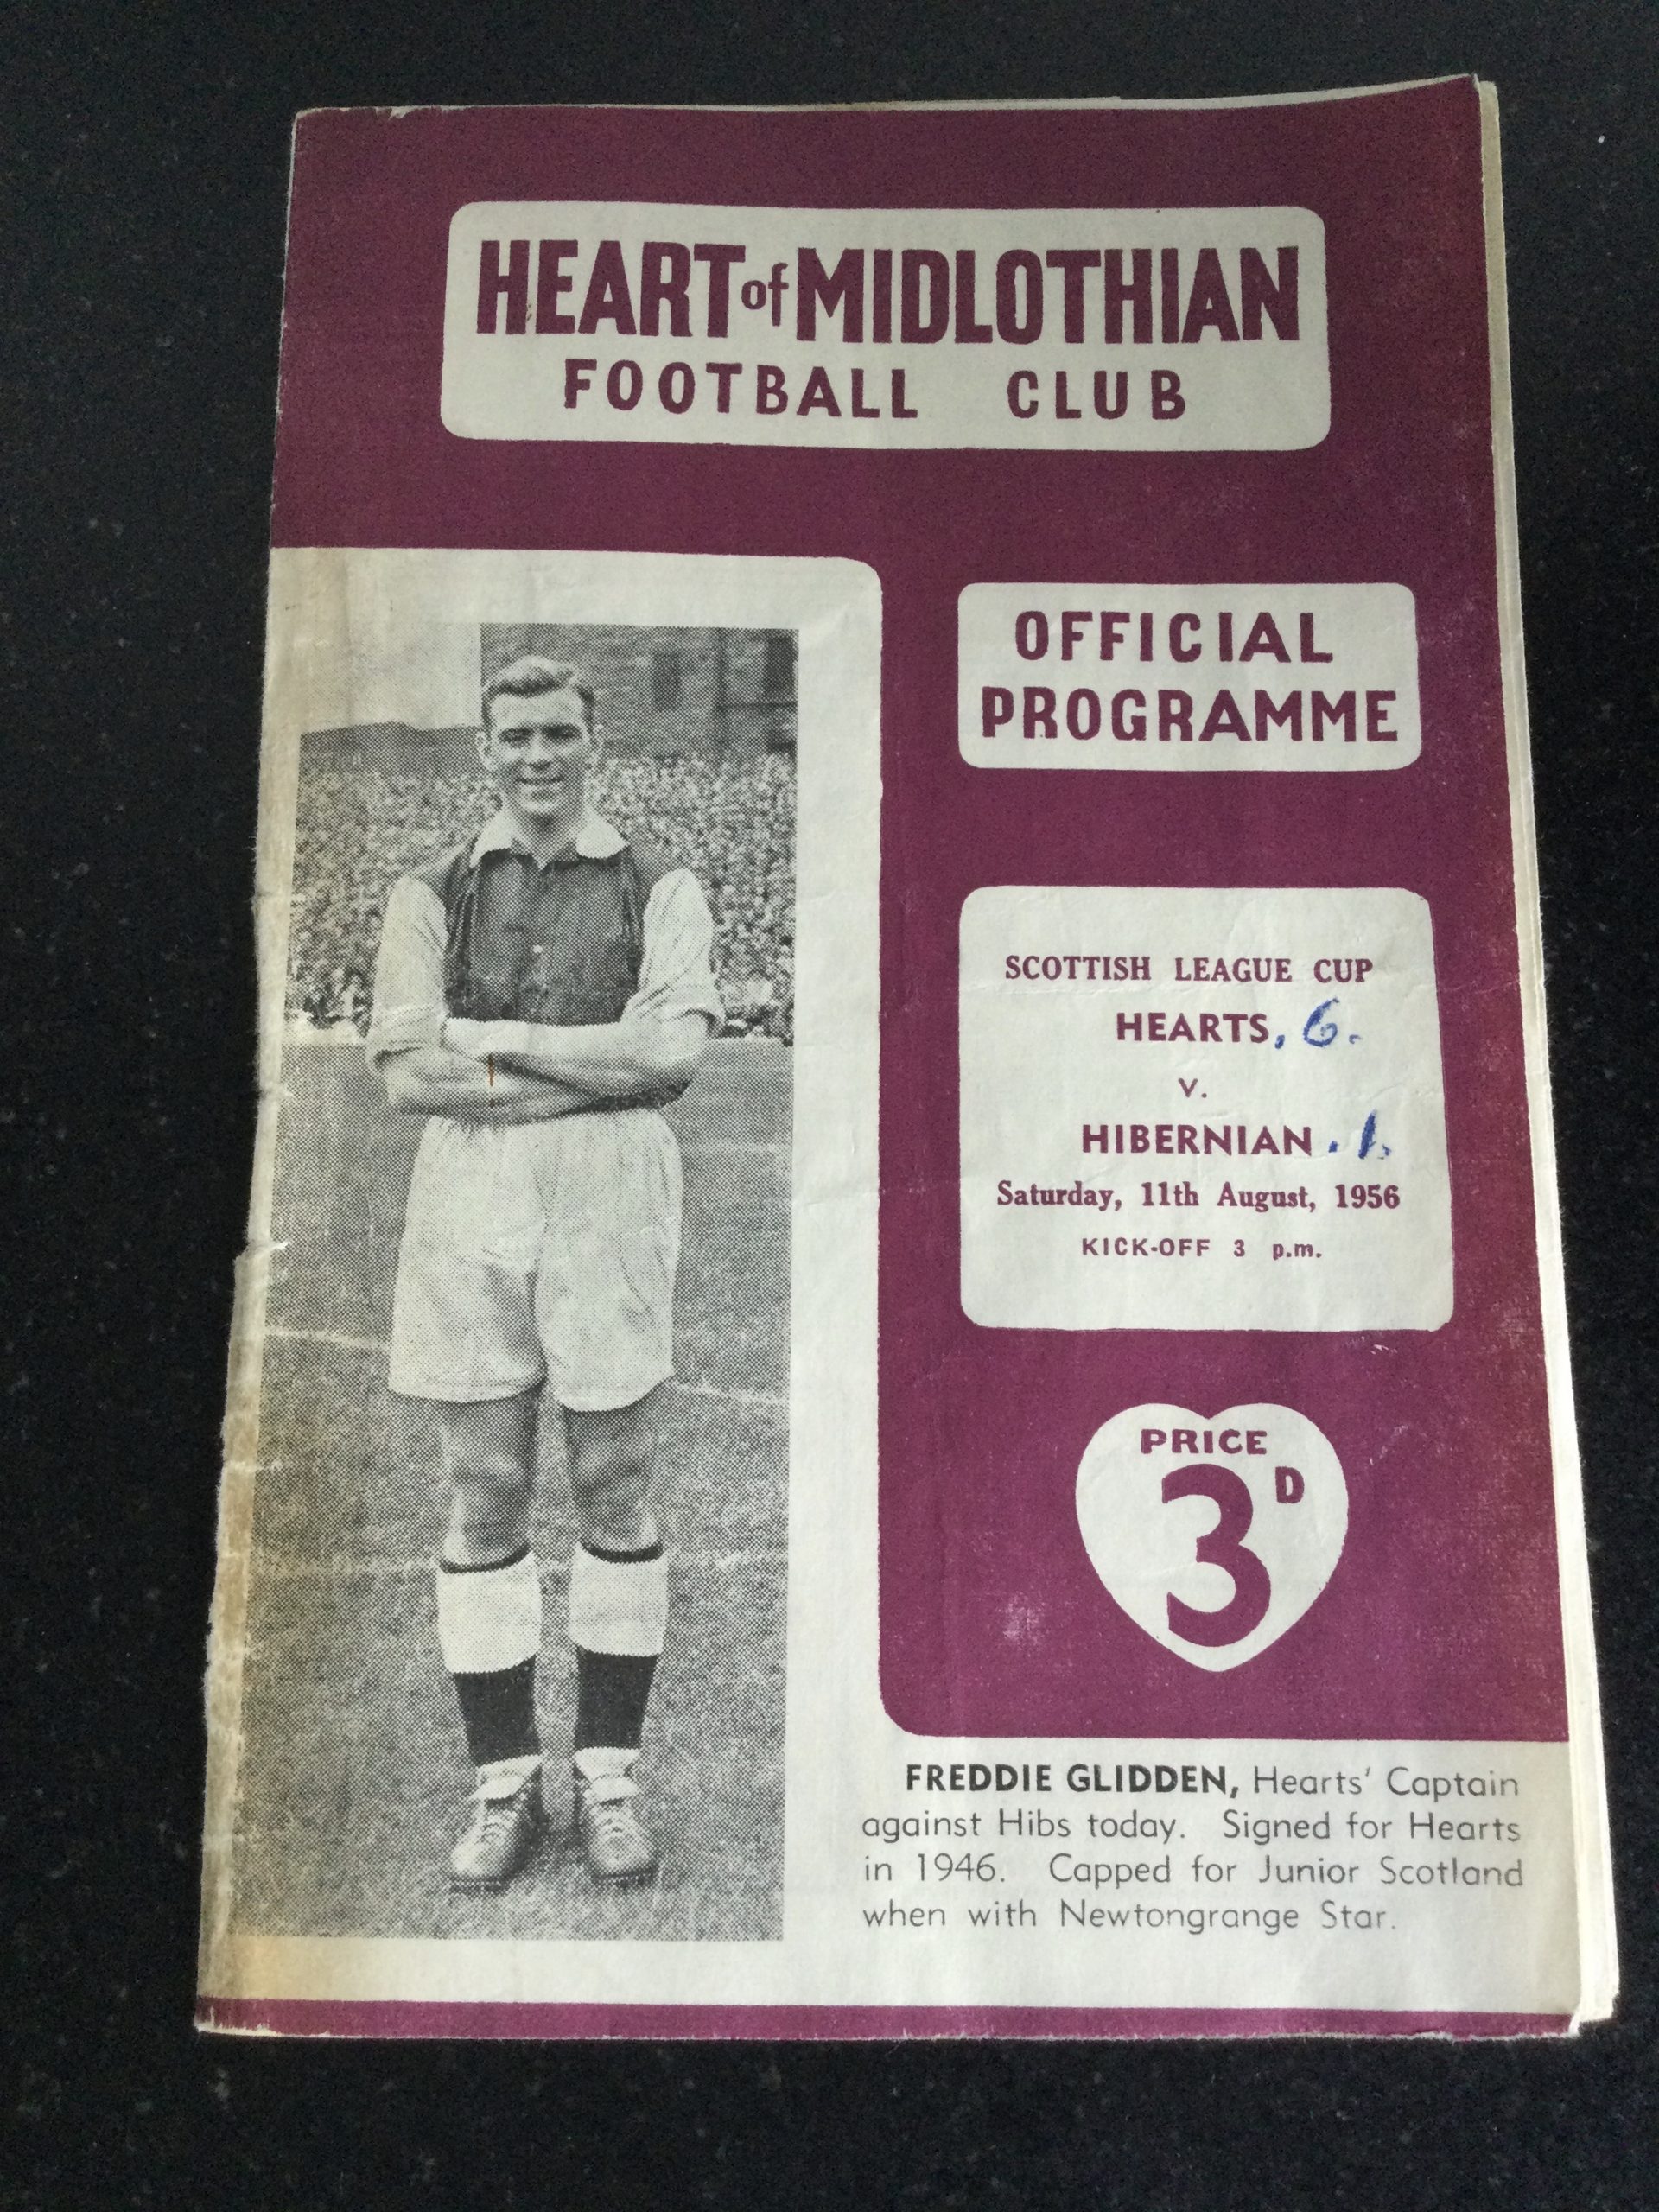 HEART of MIDLOTHIAN
FOOTBALL CLUB
OFFICIAL
PROGRAMME
SCOTTISH LEAGUE CUP
HEARTS, 6.
v.
HIBERNIAN . 1.
Saturday, 11th August, 1956
KICK-OFF 3 p.m.
PRICE
3D
FREDDIE GLIDDEN, Hearts' Captain
against Hibs today. Signed for Hearts
in 1946. Capped for Junior Scotland
when with Newtongrange Star.